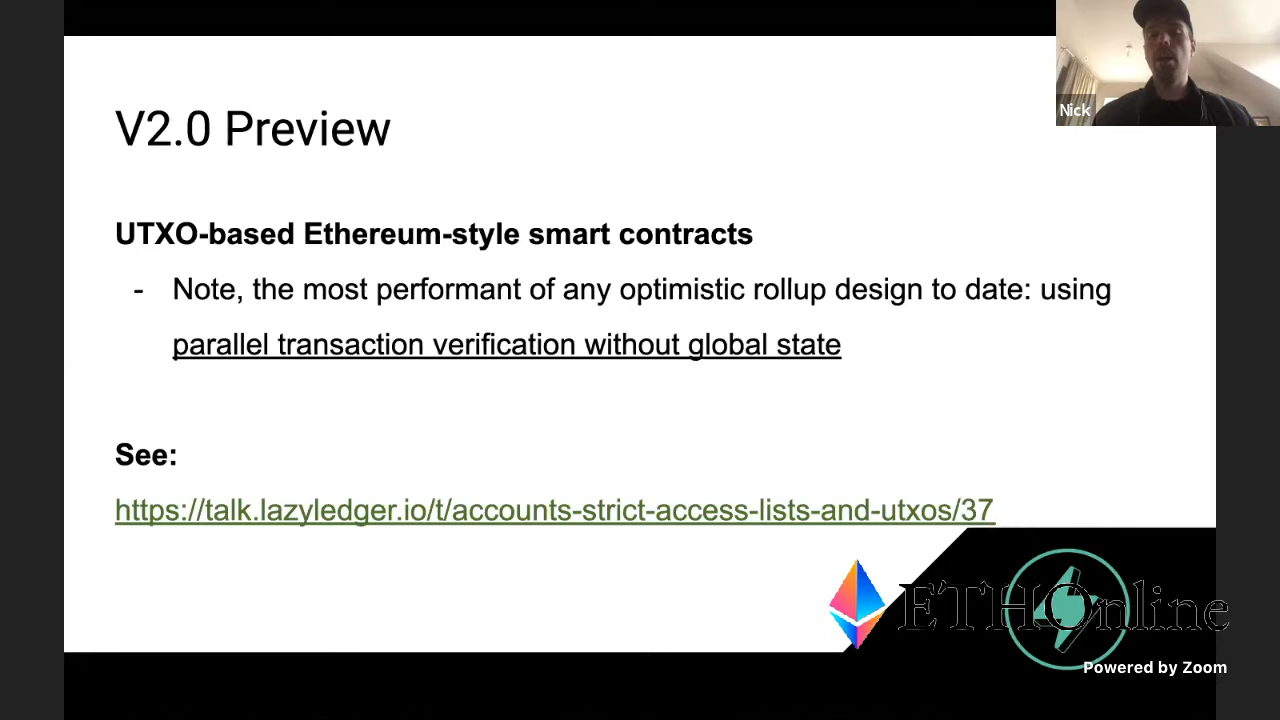 V2.0 Preview
Nick
UTXO-based Ethereum-style smart contracts
- Note, the most performant of any optimistic rollup design to date: using
parallel transaction verification without global state
See:
https://talk.lazyledger.io/t/accounts-strict-access-lists-and-utxos/37
ETHOnline
Powered by Zoom